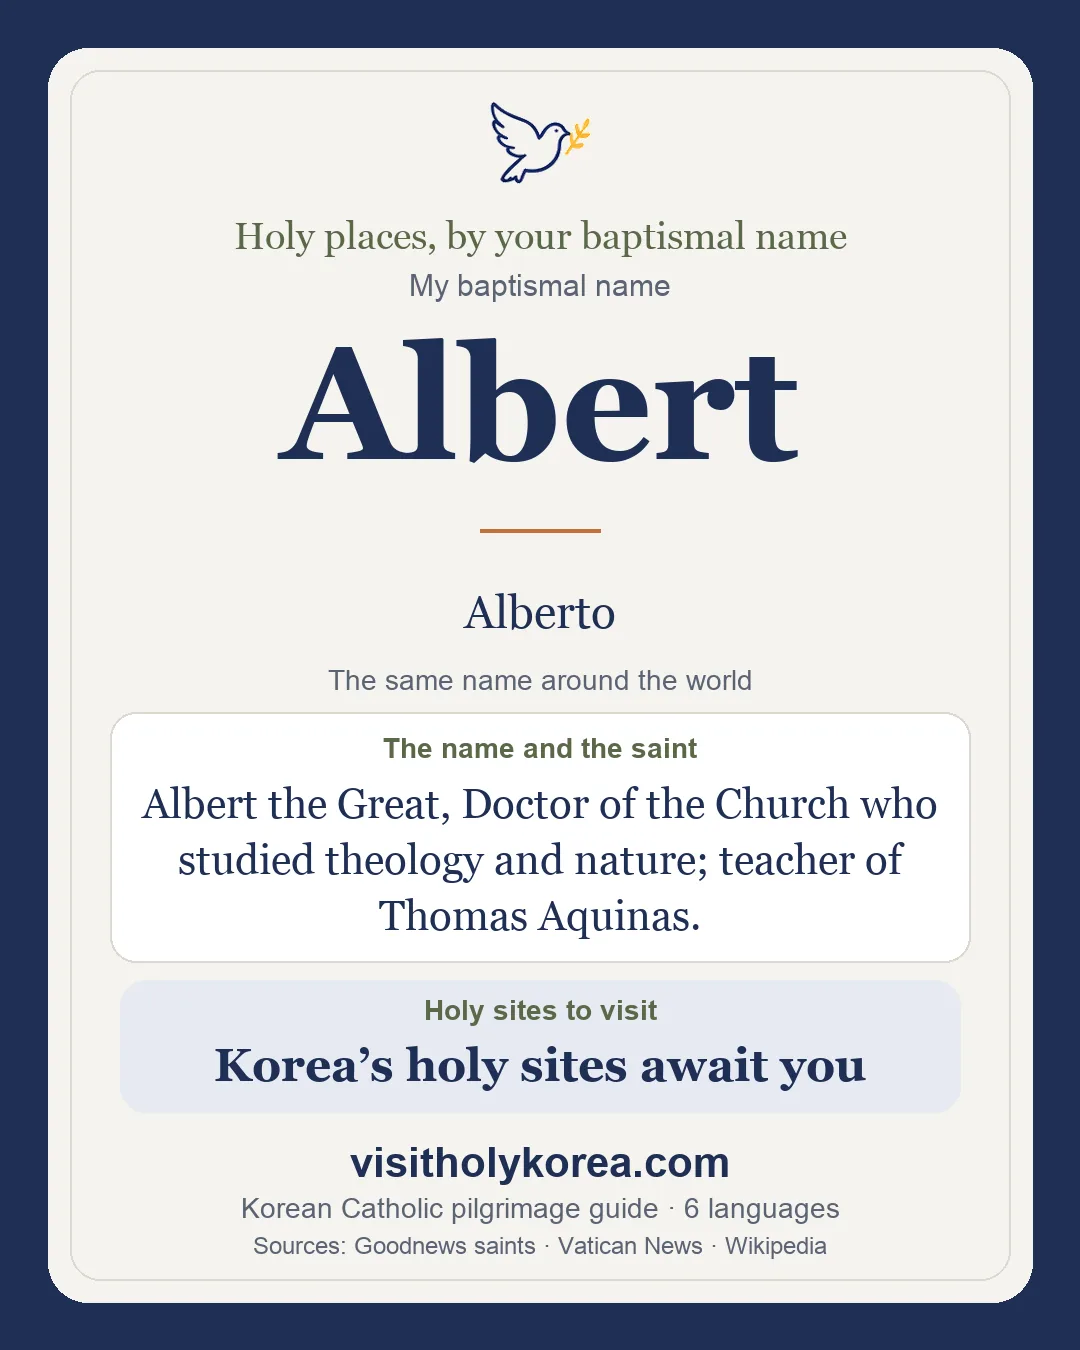 Holy places, by your baptismal name
My baptismal name
Albert
Alberto
The same name around the world
The name and the saint
Albert the Great, Doctor of the Church who
studied theology and nature; teacher of
Thomas Aquinas.
Holy sites to visit
Korea’s holy sites await you
visitholykorea.com
Korean Catholic pilgrimage guide · 6 languages
Sources: Goodnews saints · Vatican News · Wikipedia